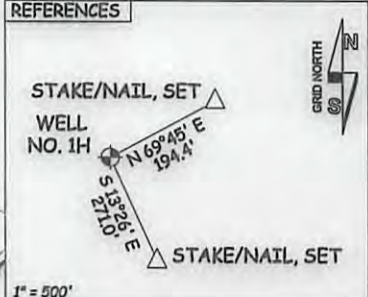 REFERENCES
N
GRID NORTH
S
STAKE/NAIL, SET
WELL
NO. 1H
N 69°45' E
194.4'
S 13°26' E
271.0'
STAKE/NAIL, SET
1" = 500'